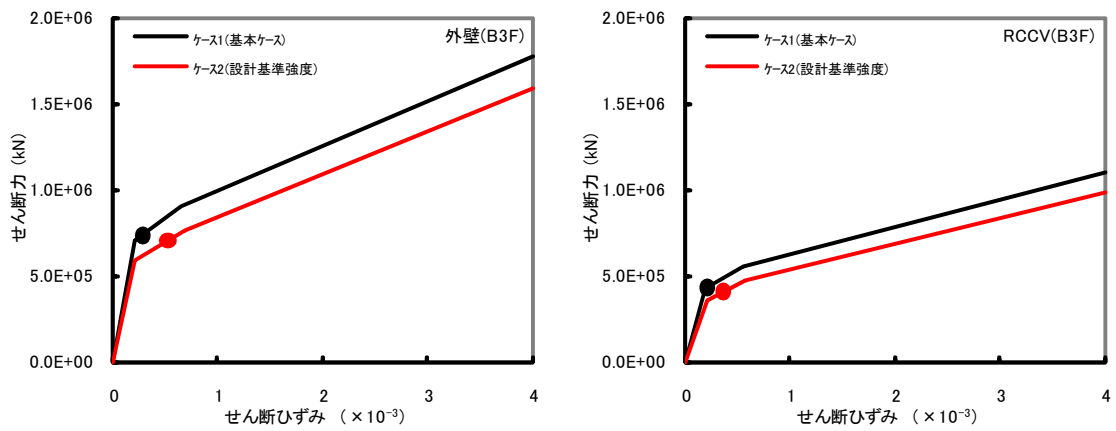 外壁(B3F)
ｹｰｽ1(基本ケース)
ｹｰｽ2(設計基準強度)
2.0E+06
1.5E+06
1.0E+06
5.0E+05
0.0E+00
せん断力 (kN)
0 1 2 3 4
せん断ひずみ (×10⁻³)
RCCV(B3F)
ｹｰｽ1(基本ケース)
ｹｰｽ2(設計基準強度)
2.0E+06
1.5E+06
1.0E+06
5.0E+05
0.0E+00
せん断力 (kN)
0 1 2 3 4
せん断ひずみ (×10⁻³)